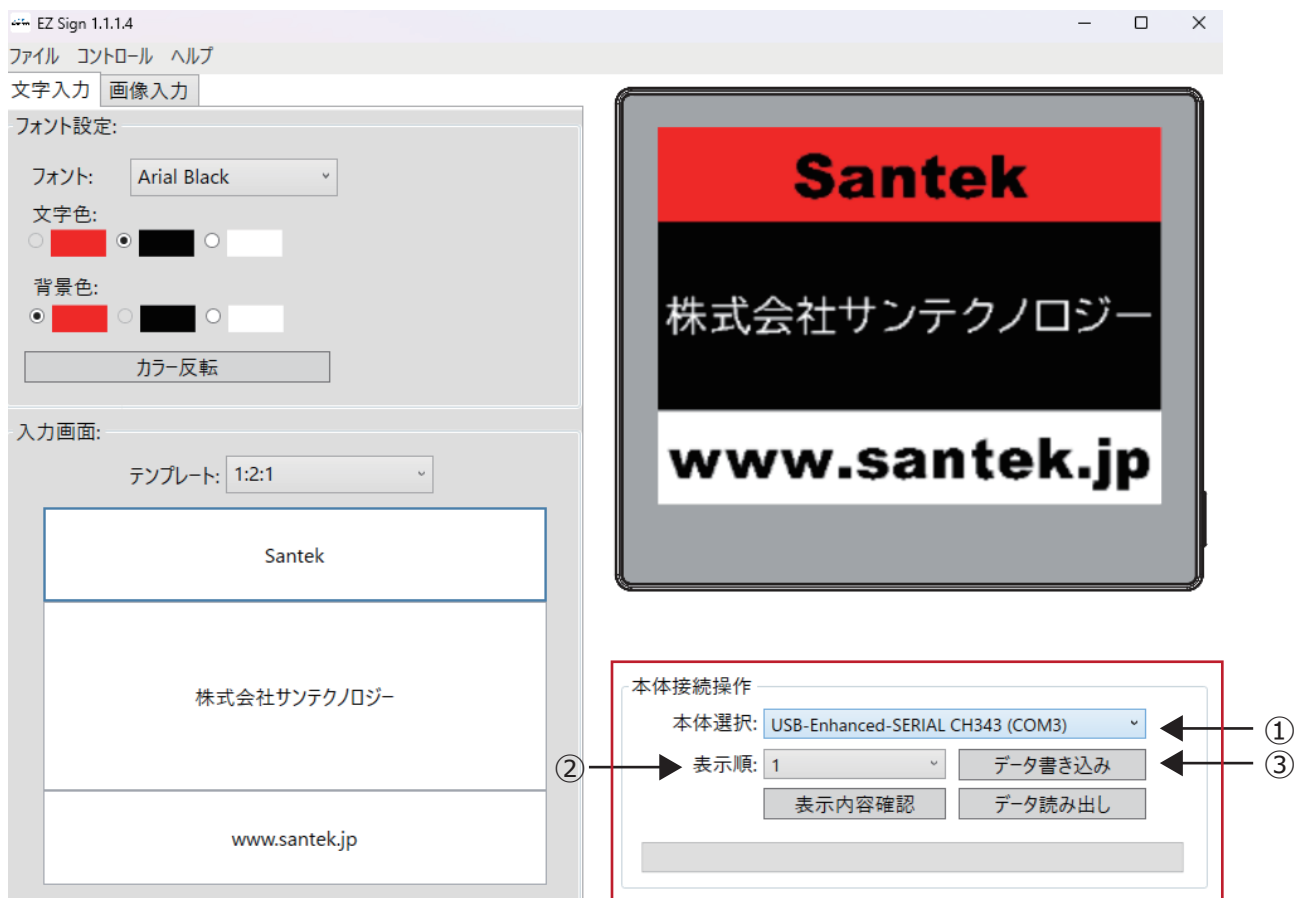 EZ Sign 1.1.1.4
ファイル コントロール ヘルプ
文字入力 画像入力
フォント設定:
フォント: Arial Black
文字色:
背景色:
カラー反転
入力画面:
テンプレート: 1:2:1
Santek
株式会社サンテクノロジー
www.santek.jp
Santek
株式会社サンテクノロジー
www.santek.jp
本体接続操作
本体選択: USB-Enhanced-SERIAL CH343 (COM3) ①
② 表示順: 1 データ書き込み ③
表示内容確認 データ読み出し